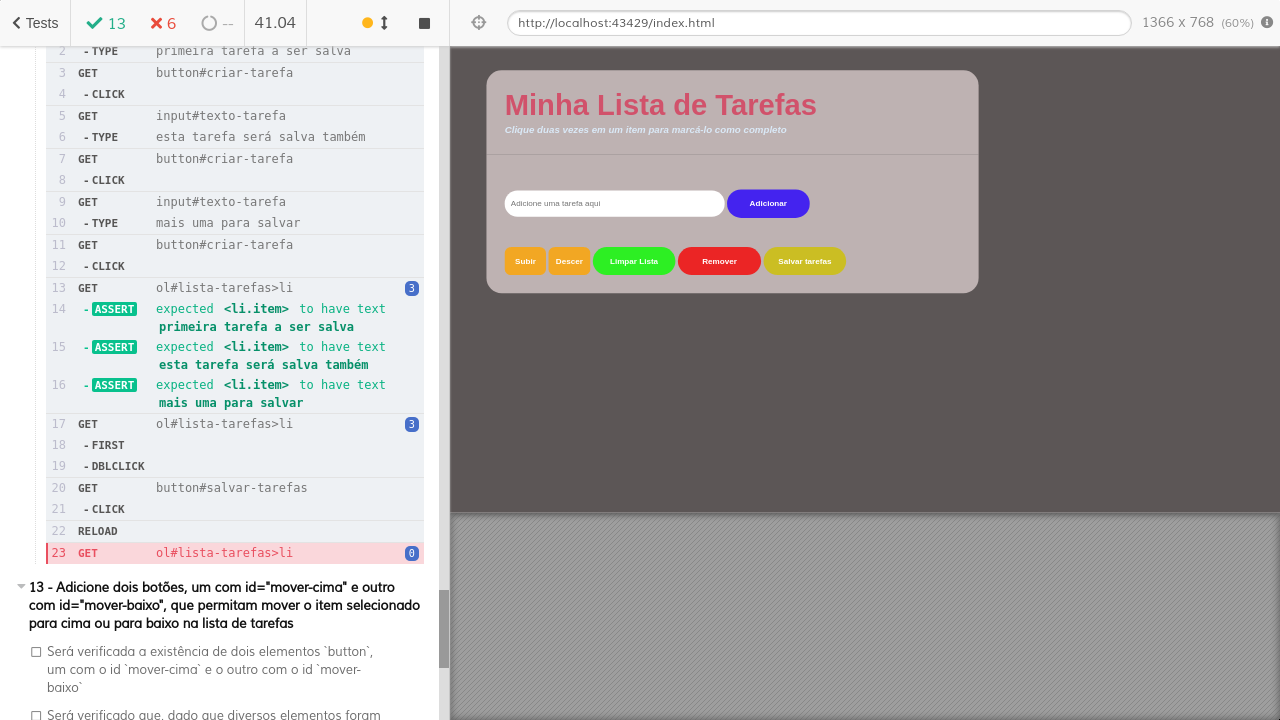 Tests 13 6 -- 41.04 http://localhost:43429/index.html 1366 x 768 (60%)
2 -TYPE primeira tarefa a ser salva
3 GET button#criar-tarefa
4 -CLICK
5 GET input#texto-tarefa
6 -TYPE esta tarefa será salva também
7 GET button#criar-tarefa
8 -CLICK
9 GET input#texto-tarefa
10 -TYPE mais uma para salvar
11 GET button#criar-tarefa
12 -CLICK
13 GET ol#lista-tarefas>li 3
14 -ASSERT expected <li.item> to have text
primeira tarefa a ser salva
15 -ASSERT expected <li.item> to have text
esta tarefa será salva também
16 -ASSERT expected <li.item> to have text
mais uma para salvar
17 GET ol#lista-tarefas>li 3
18 -FIRST
19 -DBLCLICK
20 GET button#salvar-tarefas
21 -CLICK
22 RELOAD
23 GET ol#lista-tarefas>li 0
13 - Adicione dois botões, um com id="mover-cima" e outro
com id="mover-baixo", que permitam mover o item selecionado
para cima ou para baixo na lista de tarefas
Será verificada a existência de dois elementos `button`,
um com o id `mover-cima` e o outro com o id `mover-
baixo`
Será verificado que, dado que diversos elementos foram
Minha Lista de Tarefas
Clique duas vezes em um item para marcá-lo como completo
Adicione uma tarefa aqui Adicionar
Subir Descer Limpar Lista Remover Salvar tarefas